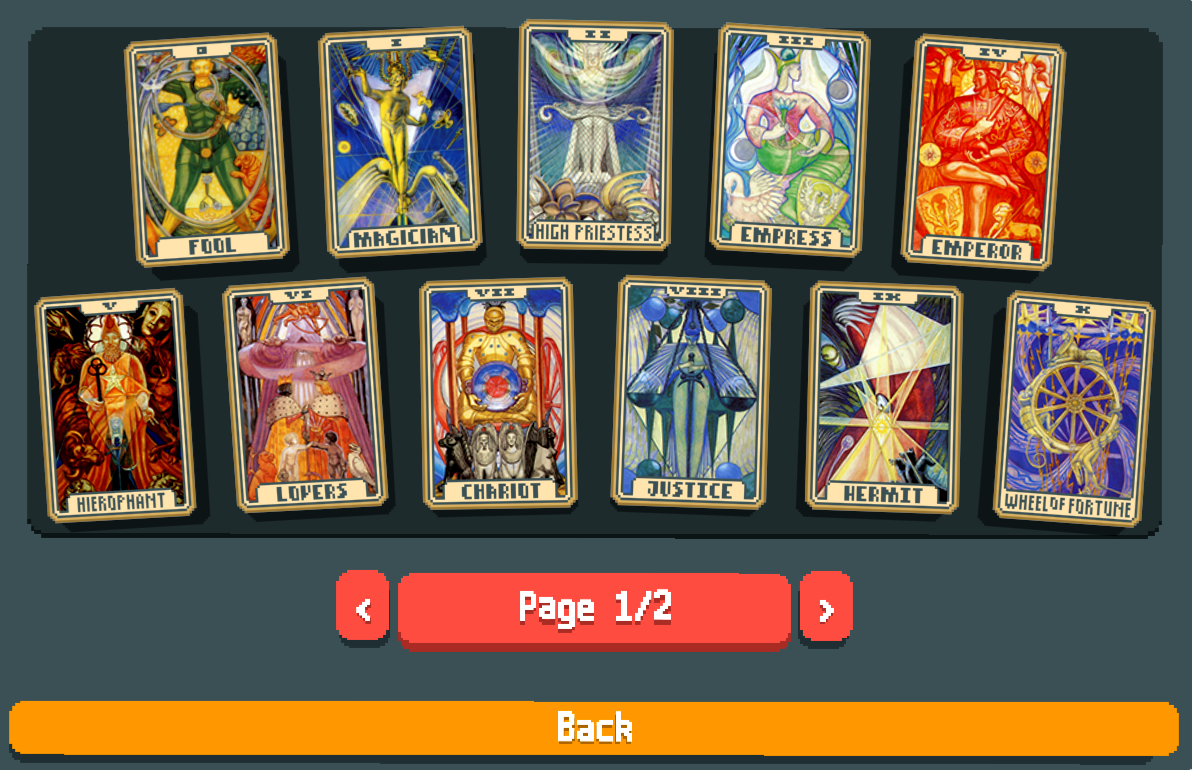 0
FOOL
I
MAGICIAN
II
HIGH PRIESTESS
III
EMPRESS
IV
EMPEROR
V
HIEROPHANT
VI
LOVERS
VII
CHARIOT
VIII
JUSTICE
IX
HERMIT
X
WHEEL OF FORTUNE
< Page 1/2 >
Back